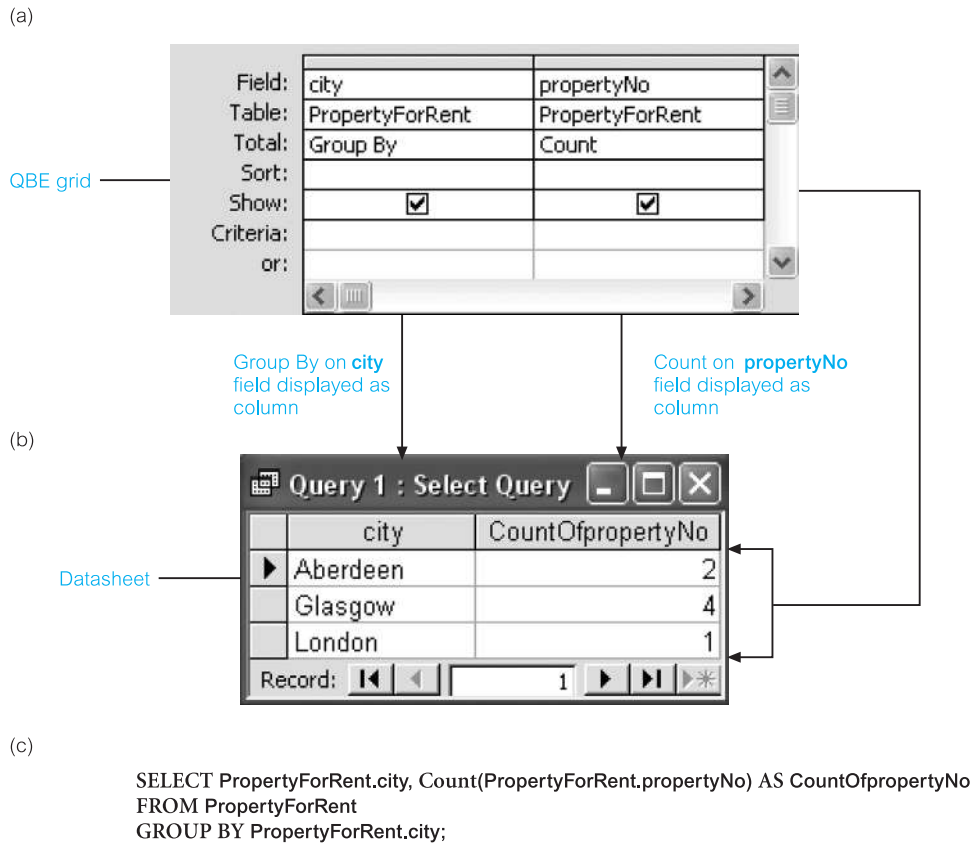 (a)
Field: city propertyNo
Table: PropertyForRent PropertyForRent
Total: Group By Count
Sort:
QBE grid
Show:
Criteria:
or:
Group By on city
field displayed as
column
Count on propertyNo
field displayed as
column
(b)
Query 1 : Select Query
city CountOfpropertyNo
Aberdeen 2
Datasheet
Glasgow 4
London 1
Record: 1
(c)
SELECT PropertyForRent.city, Count(PropertyForRent.propertyNo) AS CountOfpropertyNo
FROM PropertyForRent
GROUP BY PropertyForRent.city;